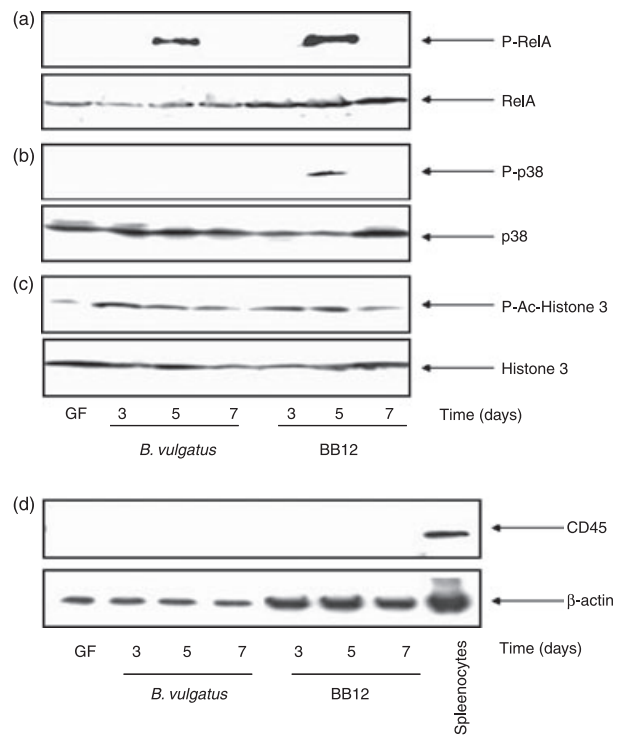 (a)
P-RelA
RelA
(b)
P-p38
p38
(c)
P-Ac-Histone 3
Histone 3
GF 3 5 7 3 5 7 Time (days)
B. vulgatus BB12
(d)
CD45
β-actin
GF 3 5 7 3 5 7 Spleenocytes Time (days)
B. vulgatus BB12